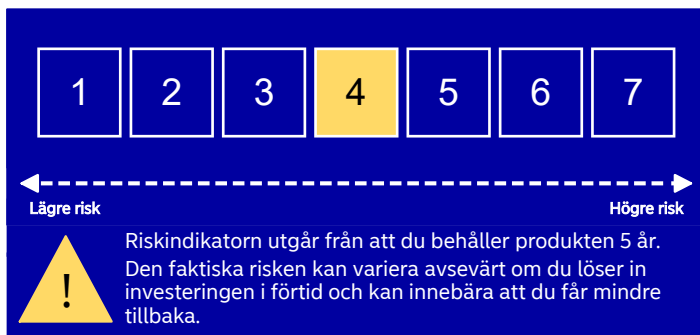 1 2 3 4 5 6 7
Lägre risk Högre risk
Riskindikatorn utgår från att du behåller produkten 5 år.
Den faktiska risken kan variera avsevärt om du löser in
investeringen i förtid och kan innebära att du får mindre
tillbaka.
!